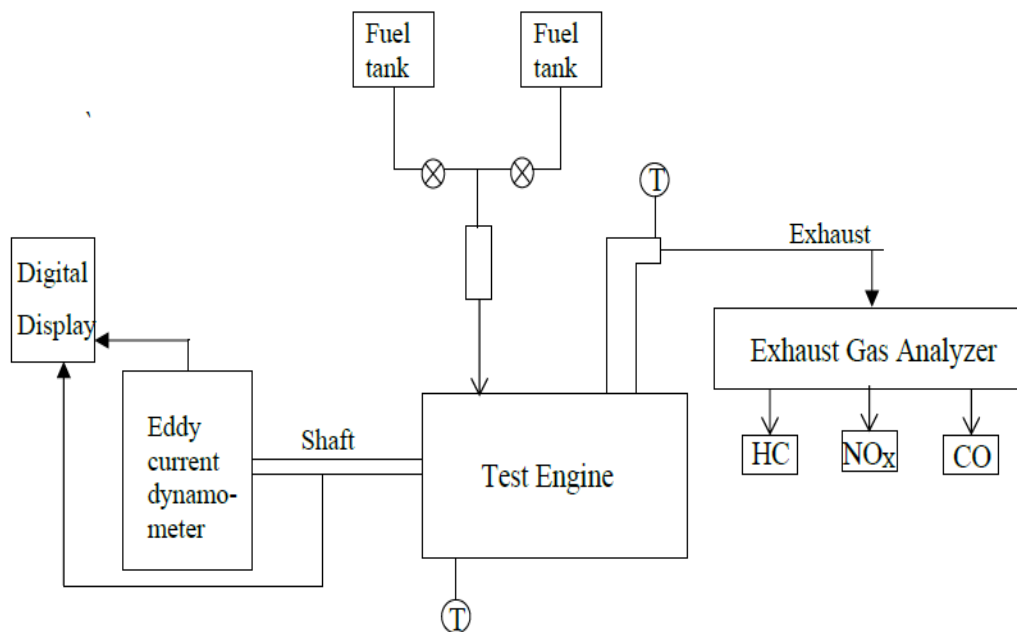 Fuel
tank
Fuel
tank
T
Exhaust
Digital
Display
Exhaust Gas Analyzer
Eddy
current
dynamo-
meter
Shaft
Test Engine
HC
NOx
CO
T